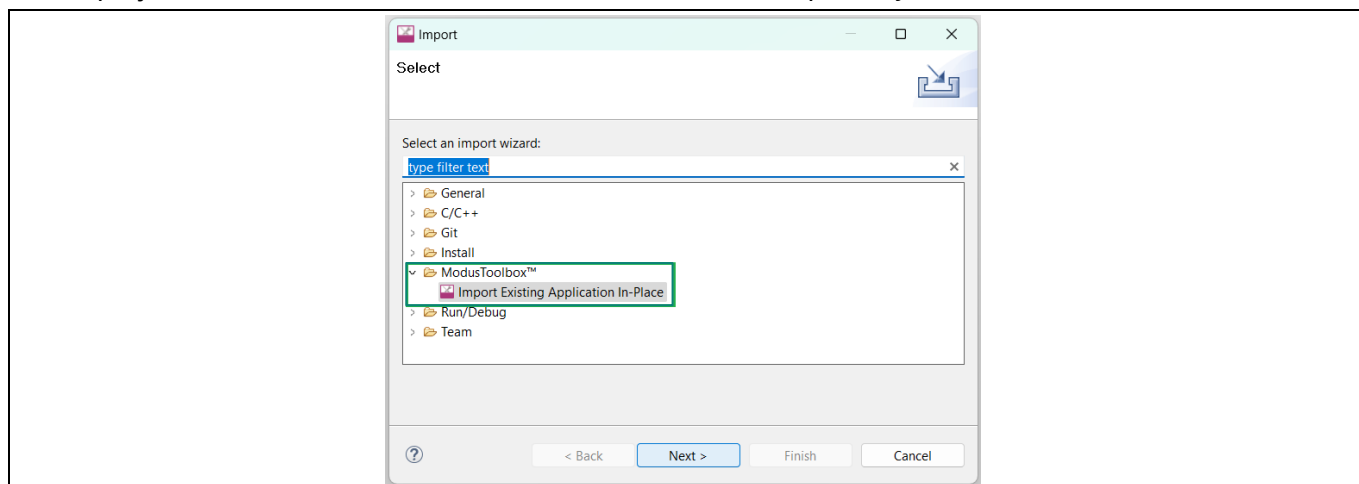 Import
Select
Select an import wizard:
type filter text
General
C/C++
Git
Install
ModusToolbox™
Import Existing Application In-Place
Run/Debug
Team
< Back Next > Finish Cancel